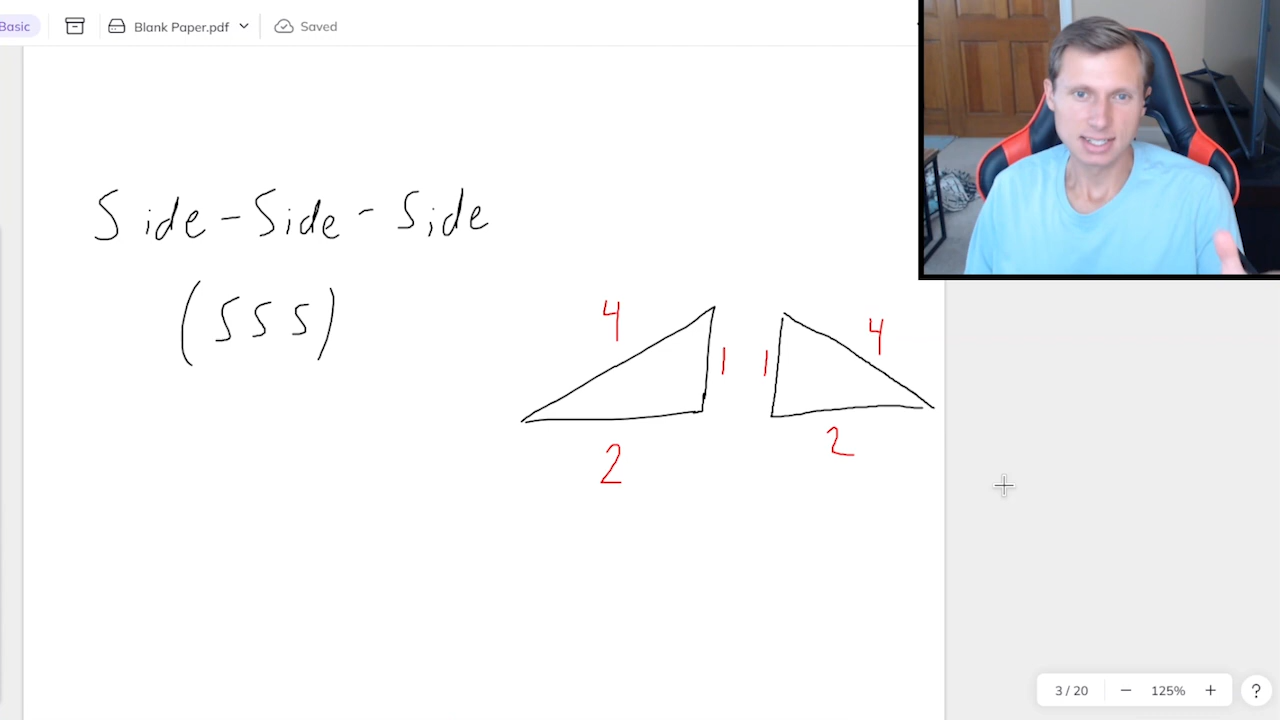 Basic Blank Paper.pdf Saved
Side-Side-Side
(SSS)
4 4
1 1
2 2
3 / 20 125% ?